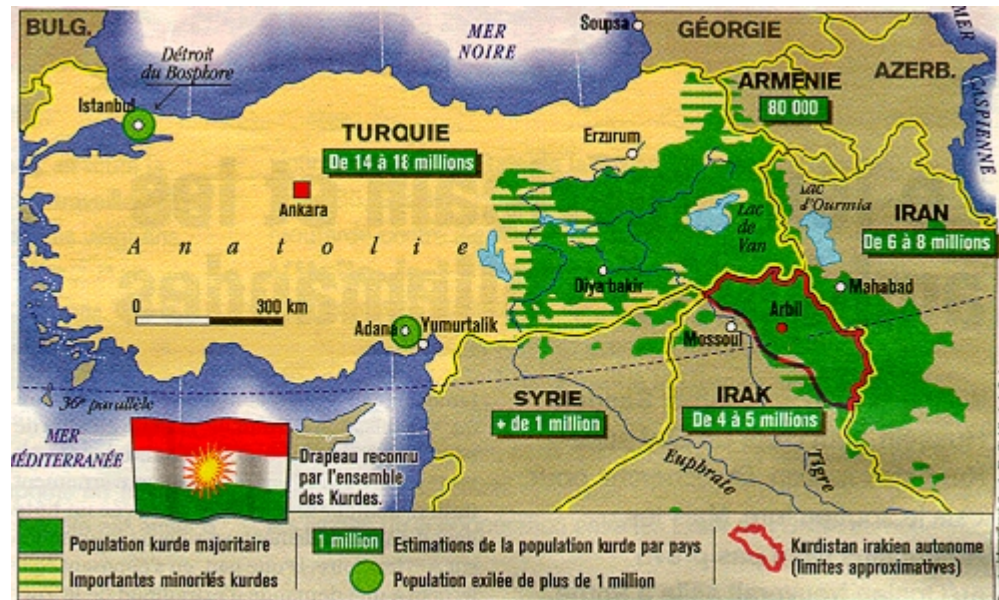 BULG.
Détroit
du Bosphore
Istanbul
MER
NOIRE
Soupsa
GÉORGIE
MER
CASPIENNE
ARMÉNIE
80 000
AZERB.
TURQUIE
De 14 à 18 millions
Erzurum
Ankara
Anatolie
Lac
de
Van
Lac
d'Ourmia
IRAN
De 6 à 8 millions
Diyarbakir
Mahabad
0 300 km
Adana
Yumurtalik
Mossoul
Arbil
36e parallèle
SYRIE
+ de 1 million
IRAK
De 4 à 5 millions
Euphrate
Tigre
MER
MÉDITERRANÉE
Drapeau reconnu
par l'ensemble
des Kurdes.
Population kurde majoritaire
Importantes minorités kurdes
1 million
Estimations de la population kurde par pays
Population exilée de plus de 1 million
Kurdistan irakien autonome
(limites approximatives)